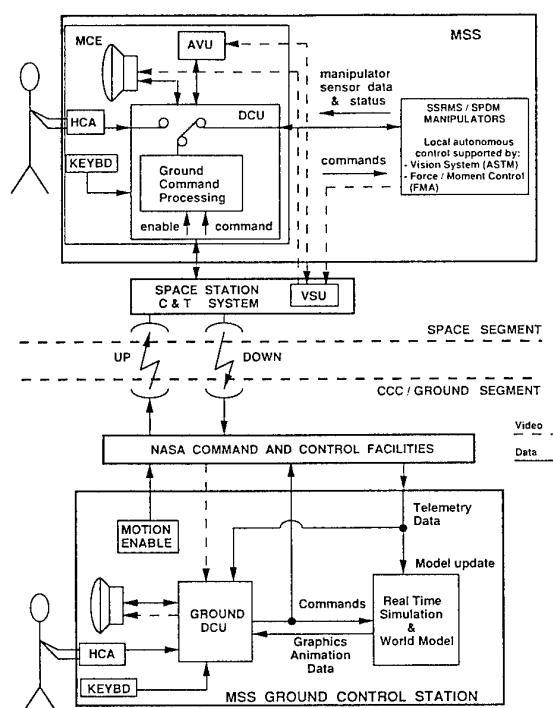 MCE
AVU
MSS
manipulator
sensor data
& status
HCA
DCU
SSRMS / SPDM
MANIPULATORS
Local autonomous
control supported by:
- Vision System (ASTM)
- Force / Moment Control
(FMA)
KEYBD
Ground
Command
Processing
commands
enable
command
SPACE STATION
C & T SYSTEM
VSU
SPACE SEGMENT
UP
DOWN
CCC / GROUND SEGMENT
Video
Data
NASA COMMAND AND CONTROL FACILITIES
MOTION
ENABLE
Telemetry
Data
Model update
GROUND
DCU
Commands
Real Time
Simulation
&
World Model
Graphics
Animation
Data
HCA
KEYBD
MSS GROUND CONTROL STATION